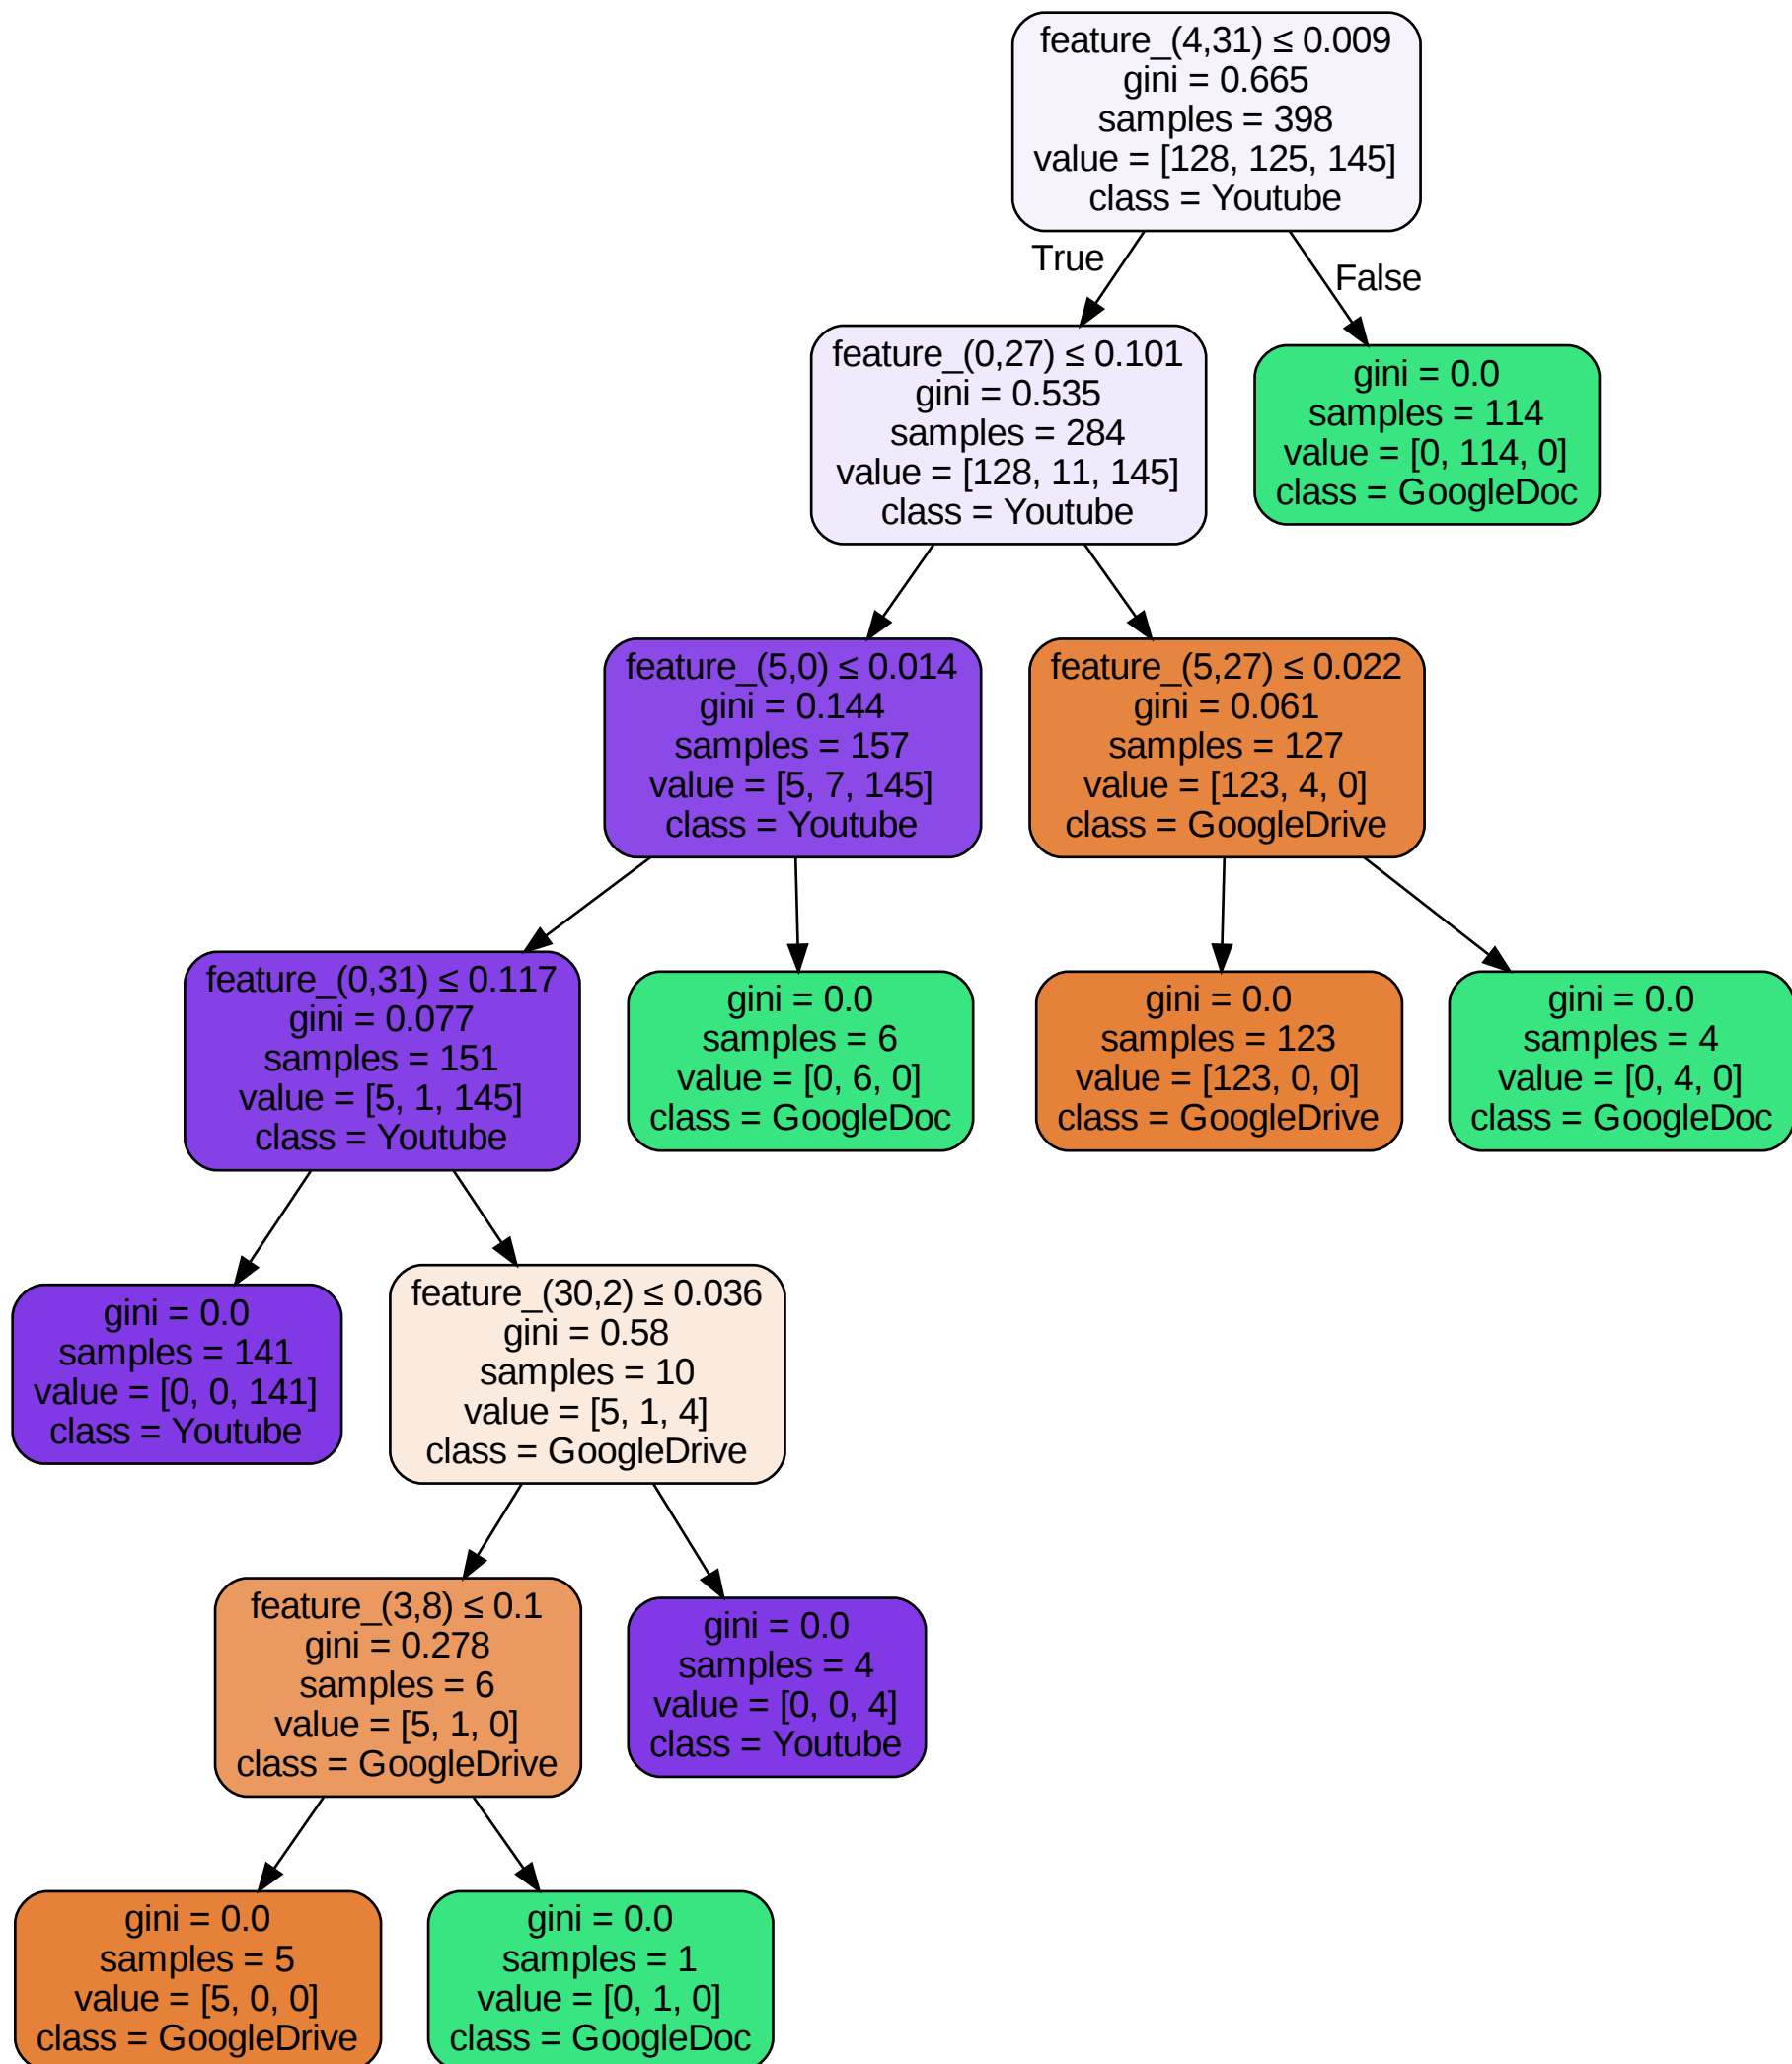 feature_(4,31) ≤ 0.009
gini = 0.665
samples = 398
value = [128, 125, 145]
class = Youtube
True
False
feature_(0,27) ≤ 0.101
gini = 0.535
samples = 284
value = [128, 11, 145]
class = Youtube
gini = 0.0
samples = 114
value = [0, 114, 0]
class = GoogleDoc
feature_(5,0) ≤ 0.014
gini = 0.144
samples = 157
value = [5, 7, 145]
class = Youtube
feature_(5,27) ≤ 0.022
gini = 0.061
samples = 127
value = [123, 4, 0]
class = GoogleDrive
feature_(0,31) ≤ 0.117
gini = 0.077
samples = 151
value = [5, 1, 145]
class = Youtube
gini = 0.0
samples = 6
value = [0, 6, 0]
class = GoogleDoc
gini = 0.0
samples = 123
value = [123, 0, 0]
class = GoogleDrive
gini = 0.0
samples = 4
value = [0, 4, 0]
class = GoogleDoc
gini = 0.0
samples = 141
value = [0, 0, 141]
class = Youtube
feature_(30,2) ≤ 0.036
gini = 0.58
samples = 10
value = [5, 1, 4]
class = GoogleDrive
feature_(3,8) ≤ 0.1
gini = 0.278
samples = 6
value = [5, 1, 0]
class = GoogleDrive
gini = 0.0
samples = 4
value = [0, 0, 4]
class = Youtube
gini = 0.0
samples = 5
value = [5, 0, 0]
class = GoogleDrive
gini = 0.0
samples = 1
value = [0, 1, 0]
class = GoogleDoc